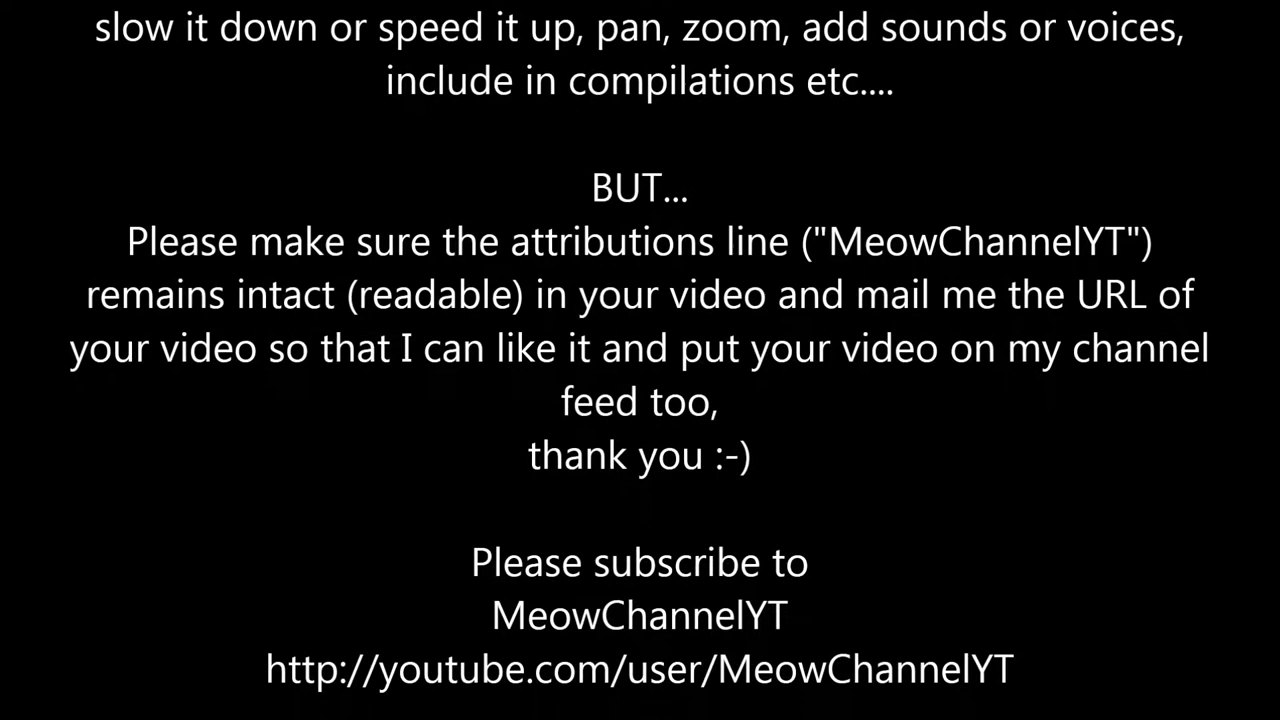 slow it down or speed it up, pan, zoom, add sounds or voices,
include in compilations etc....
BUT...
Please make sure the attributions line ("MeowChannelYT")
remains intact (readable) in your video and mail me the URL of
your video so that I can like it and put your video on my channel
feed too,
thank you :-)
Please subscribe to
MeowChannelYT
http://youtube.com/user/MeowChannelYT